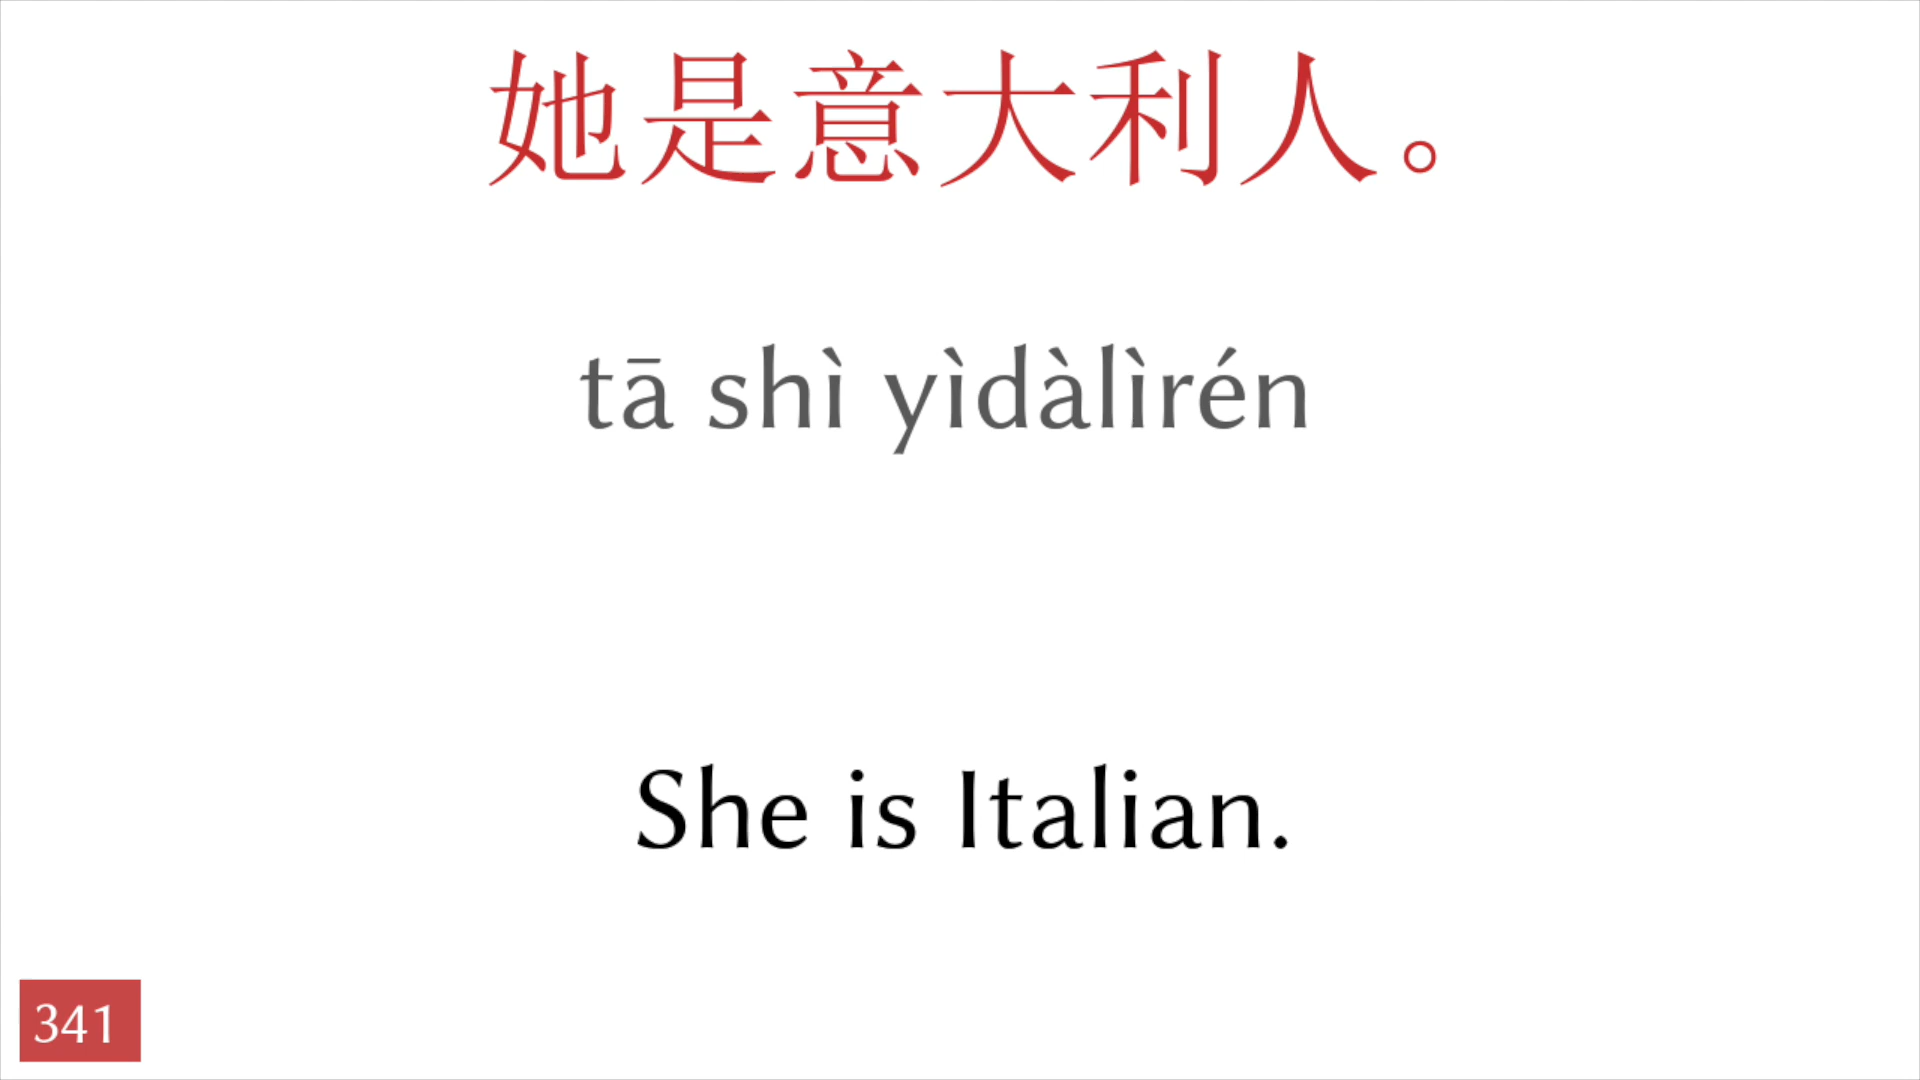 她是意大利人。
tā shì yìdàlìrén
She is Italian.
341